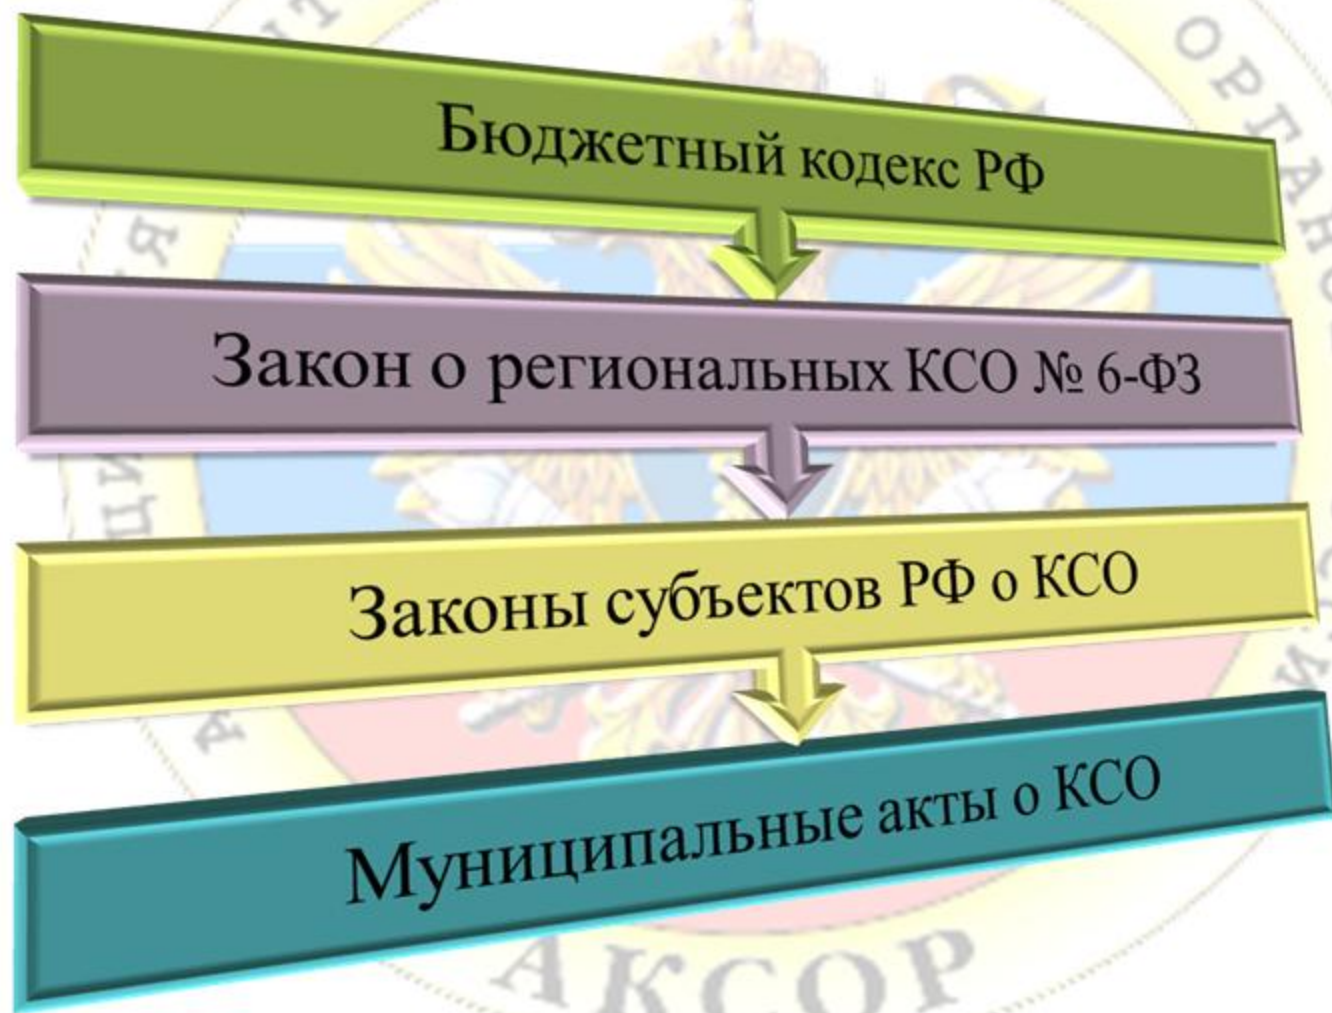 Бюджетный кодекс РФ
Закон о региональных КСО № 6-ФЗ
Законы субъектов РФ о КСО
Муниципальные акты о КСО
АКСОР